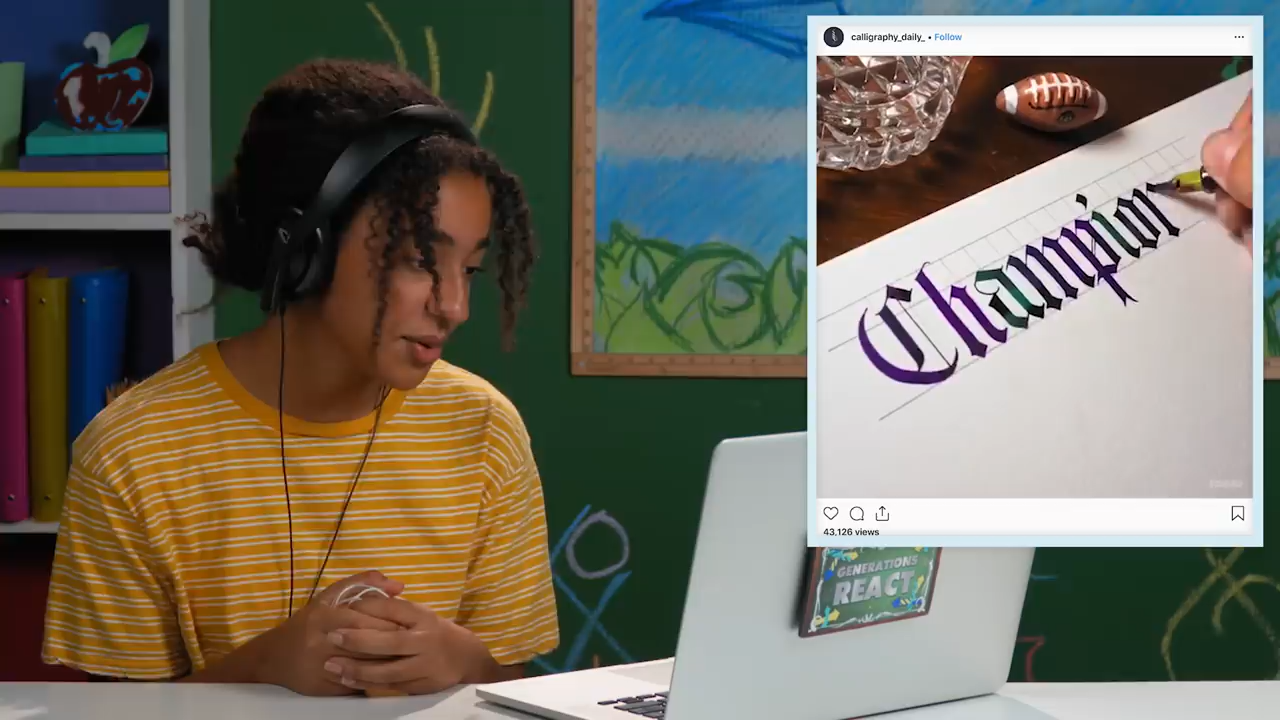 calligraphy_daily_ • Follow
Champion
43,126 views
GENERATIONS
REACT